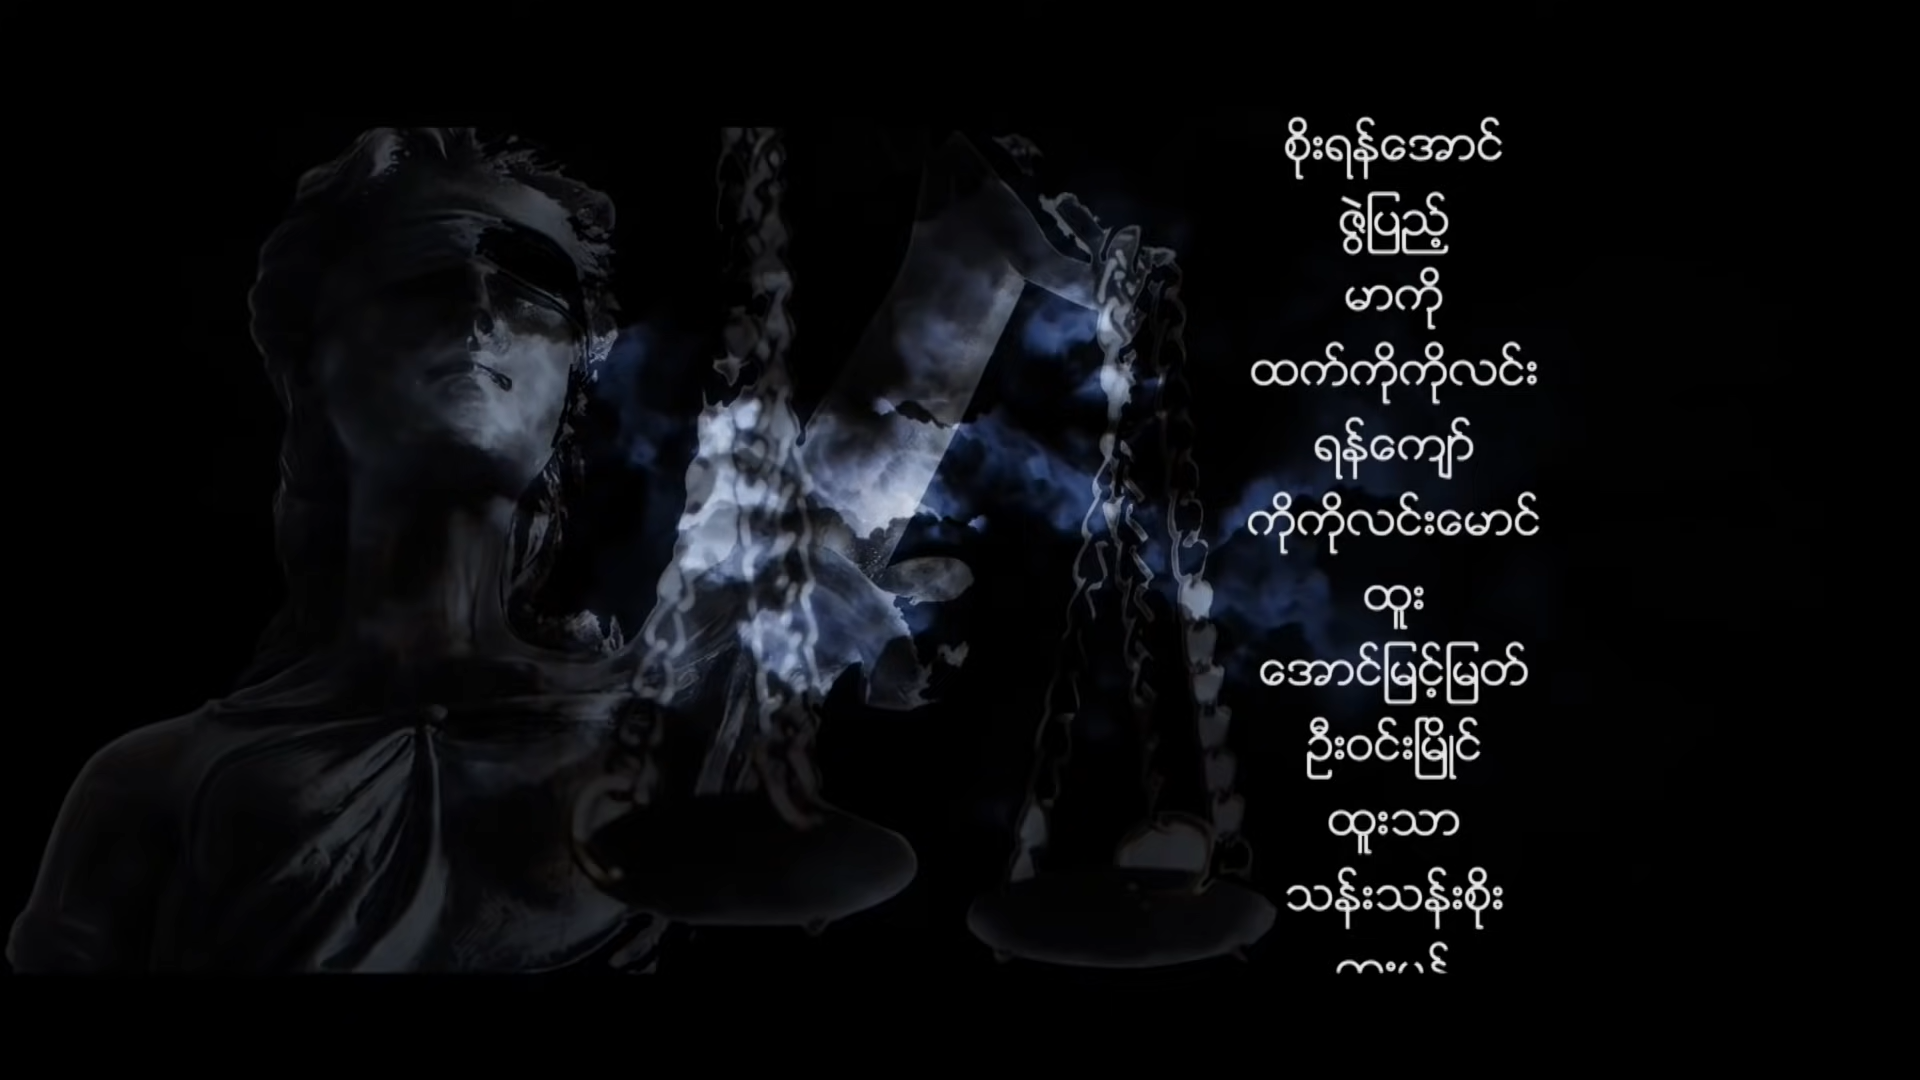 စိုးရန်အောင်
ဇွဲပြည့်
မာကို
ထက်ကိုကိုလင်း
ရန်ကျော်
ကိုကိုလင်းမောင်
ထူး
အောင်မြင့်မြတ်
ဦးဝင်းမြိုင်
ထူးသာ
သန်းသန်းစိုး